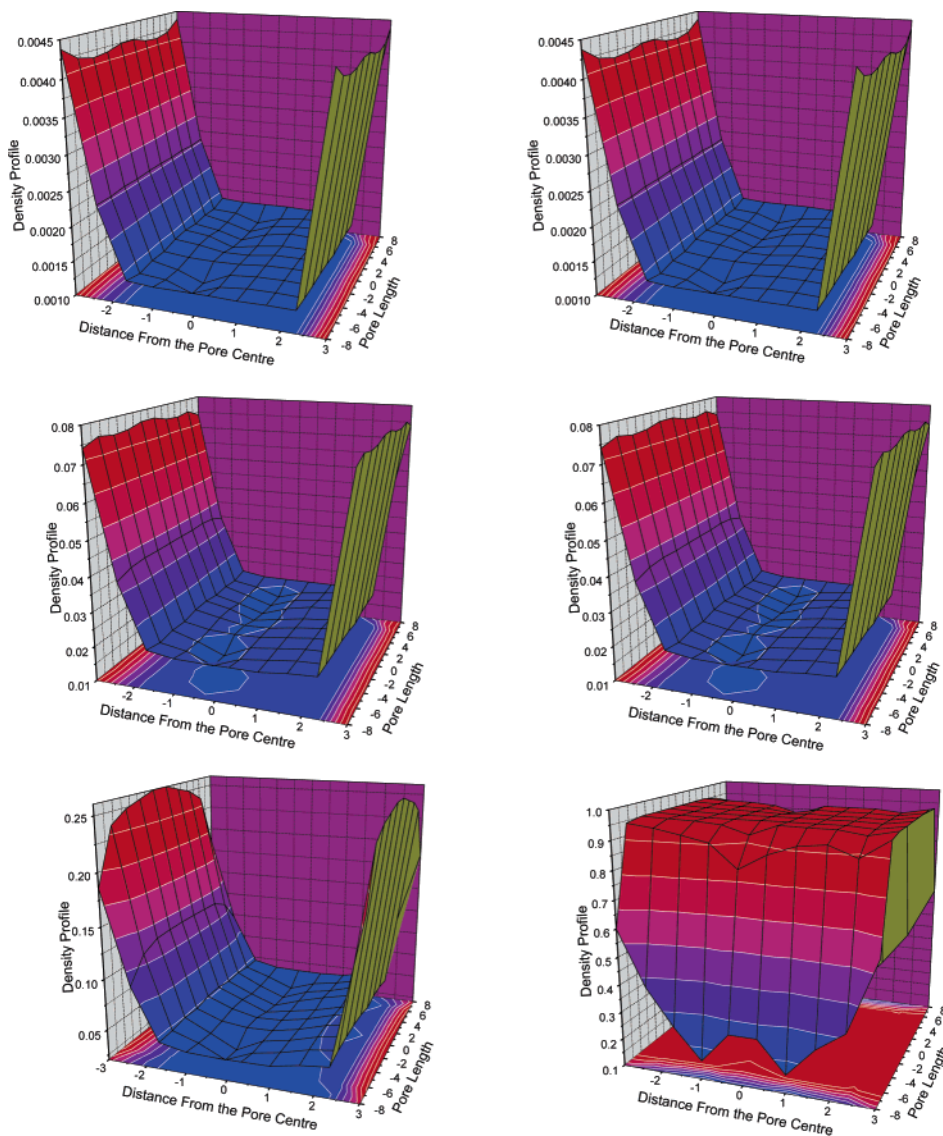 0.0045
0.0040
0.0035
0.0030
0.0025
0.0020
0.0015
0.0010
Density Profile
-2 -1 0 1 2 3
Distance From the Pore Centre
8 6 4 2 0 -2 -4 -6 -8
Pore Length
0.0045
0.0040
0.0035
0.0030
0.0025
0.0020
0.0015
0.0010
Density Profile
-2 -1 0 1 2 3
Distance From the Pore Centre
8 6 4 2 0 -2 -4 -6 -8
Pore Length
0.08
0.07
0.06
0.05
0.04
0.03
0.02
0.01
Density Profile
-2 -1 0 1 2 3
Distance From the Pore Centre
8 6 4 2 0 -2 -4 -6 -8
Pore Length
0.08
0.07
0.06
0.05
0.04
0.03
0.02
0.01
Density Profile
-2 -1 0 1 2 3
Distance From the Pore Centre
8 6 4 2 0 -2 -4 -6 -8
Pore Length
0.25
0.20
0.15
0.10
0.05
Density Profile
-3 -2 -1 0 1 2 3
Distance From the Pore Centre
8 6 4 2 0 -2 -4 -6 -8
Pore Length
1.0
0.9
0.8
0.7
0.6
0.5
0.4
0.3
0.2
0.1
Density Profile
-2 -1 0 1 2 3
Distance From the Pore Centre
8 6 4 2 0 -2 -4 -6 -8
Pore Length